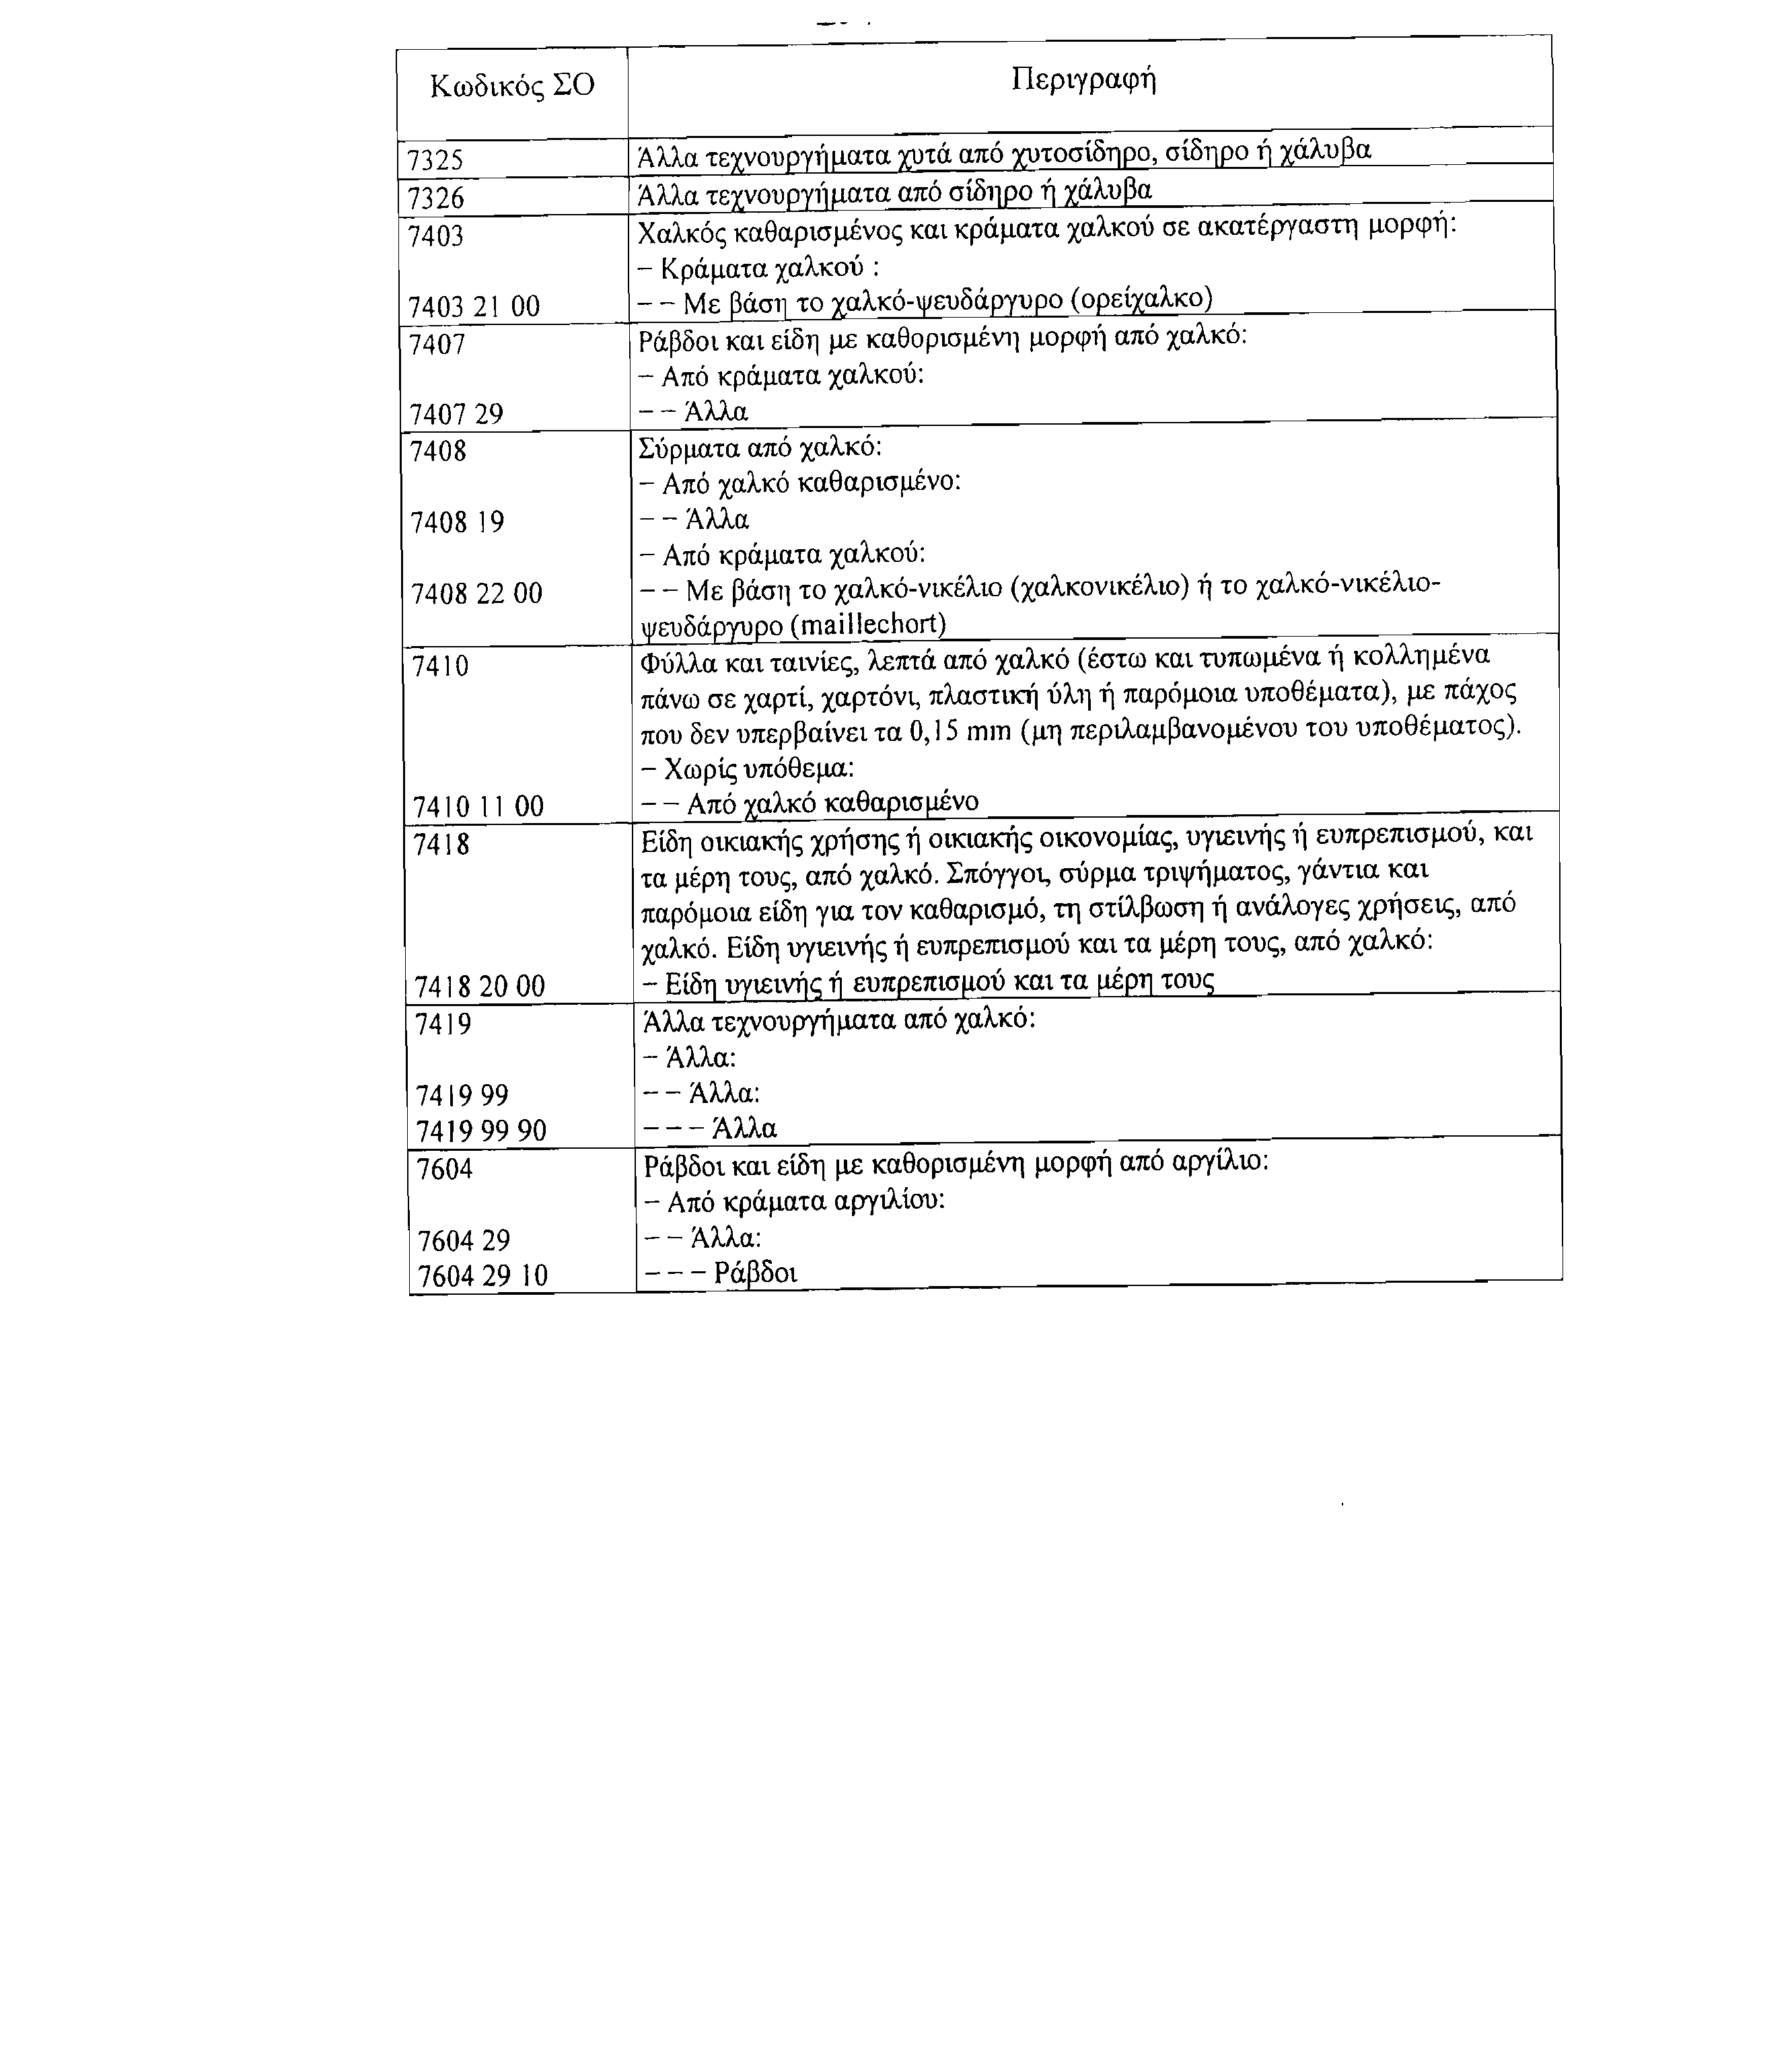 Κωδικός ΣΟ Περιγραφή
7325 Άλλα τεχνουργήματα χυτά από χυτοσίδηρο, σίδηρο ή χάλυβα
7326 Άλλα τεχνουργήματα από σίδηρο ή χάλυβα
7403 Χαλκός καθαρισμένος και κράματα χαλκού σε ακατέργαστη μορφή:
– Κράματα χαλκού :
7403 21 00 – – Με βάση το χαλκό-ψευδάργυρο (ορείχαλκο)
7407 Ράβδοι και είδη με καθορισμένη μορφή από χαλκό:
– Από κράματα χαλκού:
7407 29 – – Άλλα
7408 Σύρματα από χαλκό:
– Από χαλκό καθαρισμένο:
7408 19 – – Άλλα
– Από κράματα χαλκού:
7408 22 00 – – Με βάση το χαλκό-νικέλιο (χαλκονικέλιο) ή το χαλκό-νικέλιο-
ψευδάργυρο (maillechort)
7410 Φύλλα και ταινίες, λεπτά από χαλκό (έστω και τυπωμένα ή κολλημένα
πάνω σε χαρτί, χαρτόνι, πλαστική ύλη ή παρόμοια υποθέματα), με πάχος
που δεν υπερβαίνει τα 0,15 mm (μη περιλαμβανομένου του υποθέματος).
– Χωρίς υπόθεμα:
7410 11 00 – – Από χαλκό καθαρισμένο
7418 Είδη οικιακής χρήσης ή οικιακής οικονομίας, υγιεινής ή ευπρεπισμού, και
τα μέρη τους, από χαλκό. Σπόγγοι, σύρμα τριψήματος, γάντια και
παρόμοια είδη για τον καθαρισμό, τη στίλβωση ή ανάλογες χρήσεις, από
χαλκό. Είδη υγιεινής ή ευπρεπισμού και τα μέρη τους, από χαλκό:
7418 20 00 – Είδη υγιεινής ή ευπρεπισμού και τα μέρη τους
7419 Άλλα τεχνουργήματα από χαλκό:
– Άλλα:
7419 99 – – Άλλα:
7419 99 90 – – – Άλλα
7604 Ράβδοι και είδη με καθορισμένη μορφή από αργίλιο:
– Από κράματα αργιλίου:
7604 29 – – Άλλα:
7604 29 10 – – – Ράβδοι